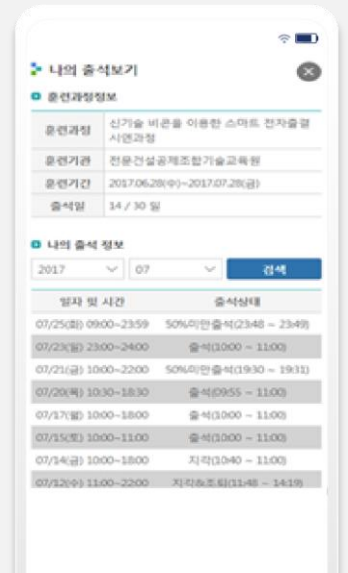 나의 출석보기
훈련과정정보
훈련과정 신기술 비콘을 이용한 스마트 전자출결
시연과정
훈련기관 전문건설공제조합기술교육원
훈련기간 2017.06.28(수)~2017.07.28(금)
출석일 14 / 30 일
나의 출석 정보
2017 07 검색
일자 및 시간 출석상태
07/25(화) 09:00~23:59 50%미만출석(23:48 ~ 23:49)
07/23(일) 23:00~24:00 출석(10:00 ~ 11:00)
07/21(금) 10:00~22:00 50%미만출석(19:30 ~ 19:31)
07/20(목) 10:30~18:30 출석(09:55 ~ 11:00)
07/17(월) 10:00~18:00 출석(10:00 ~ 11:00)
07/15(토) 10:00~11:00 출석(10:00 ~ 11:00)
07/14(금) 10:00~18:00 지각(10:40 ~ 11:00)
07/12(수) 11:00~22:00 지각&조퇴(11:48 ~ 14:19)